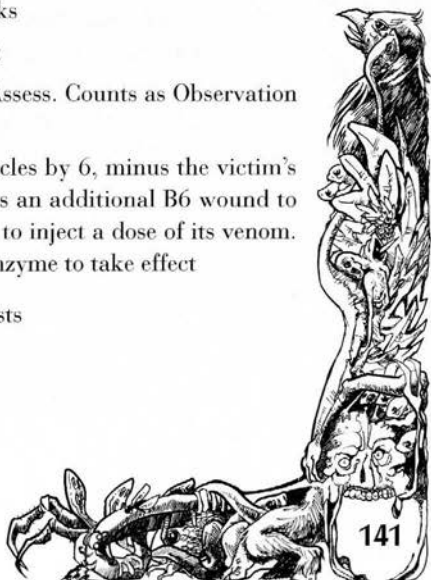 ks
Assess. Counts as Observation
cles by 6, minus the victim's
s an additional B6 wound to
to inject a dose of its venom.
nzyme to take effect
sts
141